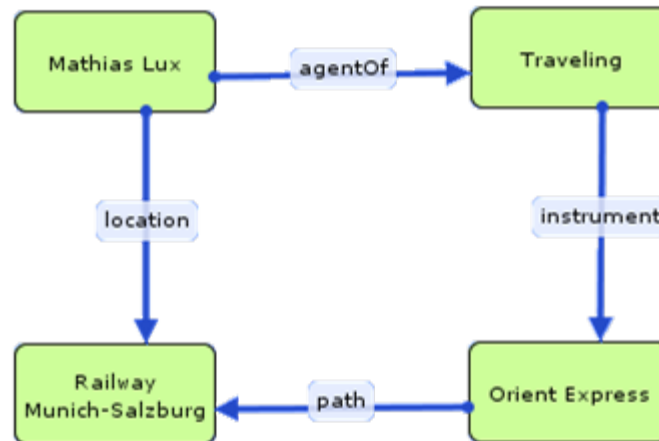 Mathias Lux
agentOf
Traveling
location
instrument
Railway
Munich-Salzburg
path
Orient Express